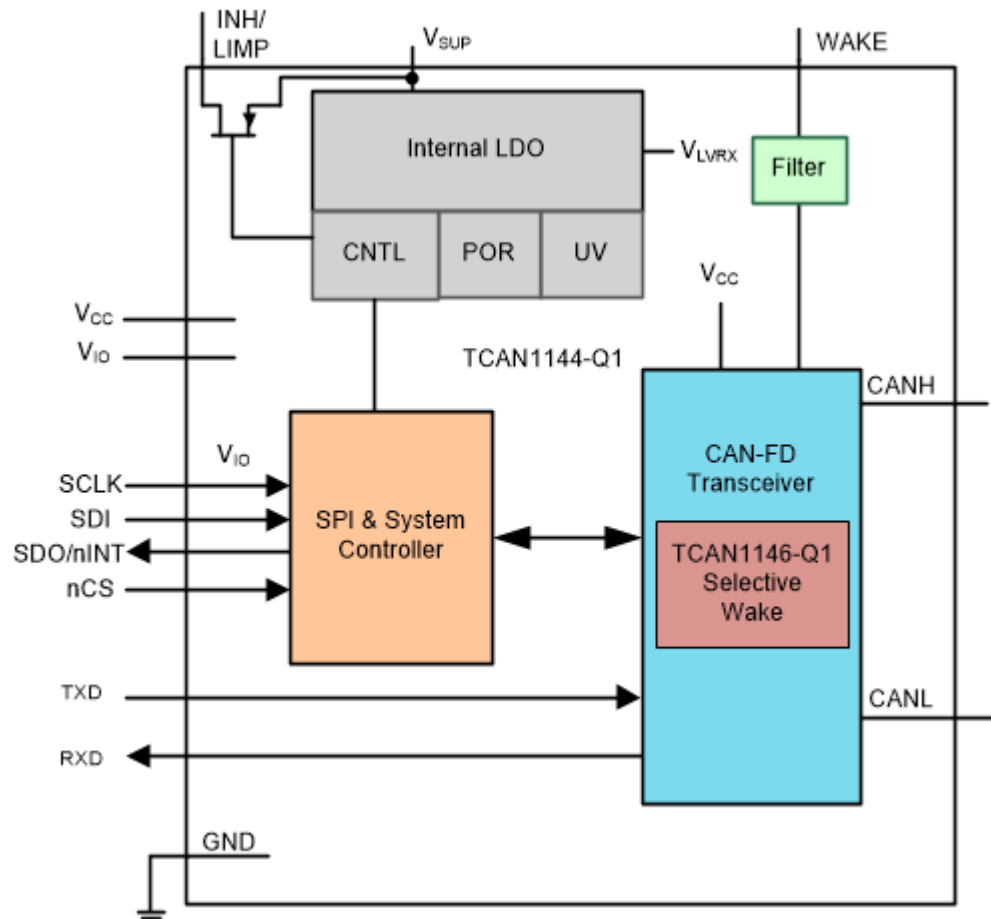 INH/
LIMP
VSUP
WAKE
Internal LDO
VLVRX
Filter
CNTL
POR
UV
VCC
VCC
VIO
TCAN1144-Q1
CANH
VIO
CAN-FD
Transceiver
SCLK
SDI
SPI & System
Controller
SDO/nINT
nCS
TCAN1146-Q1
Selective
Wake
TXD
CANL
RXD
GND